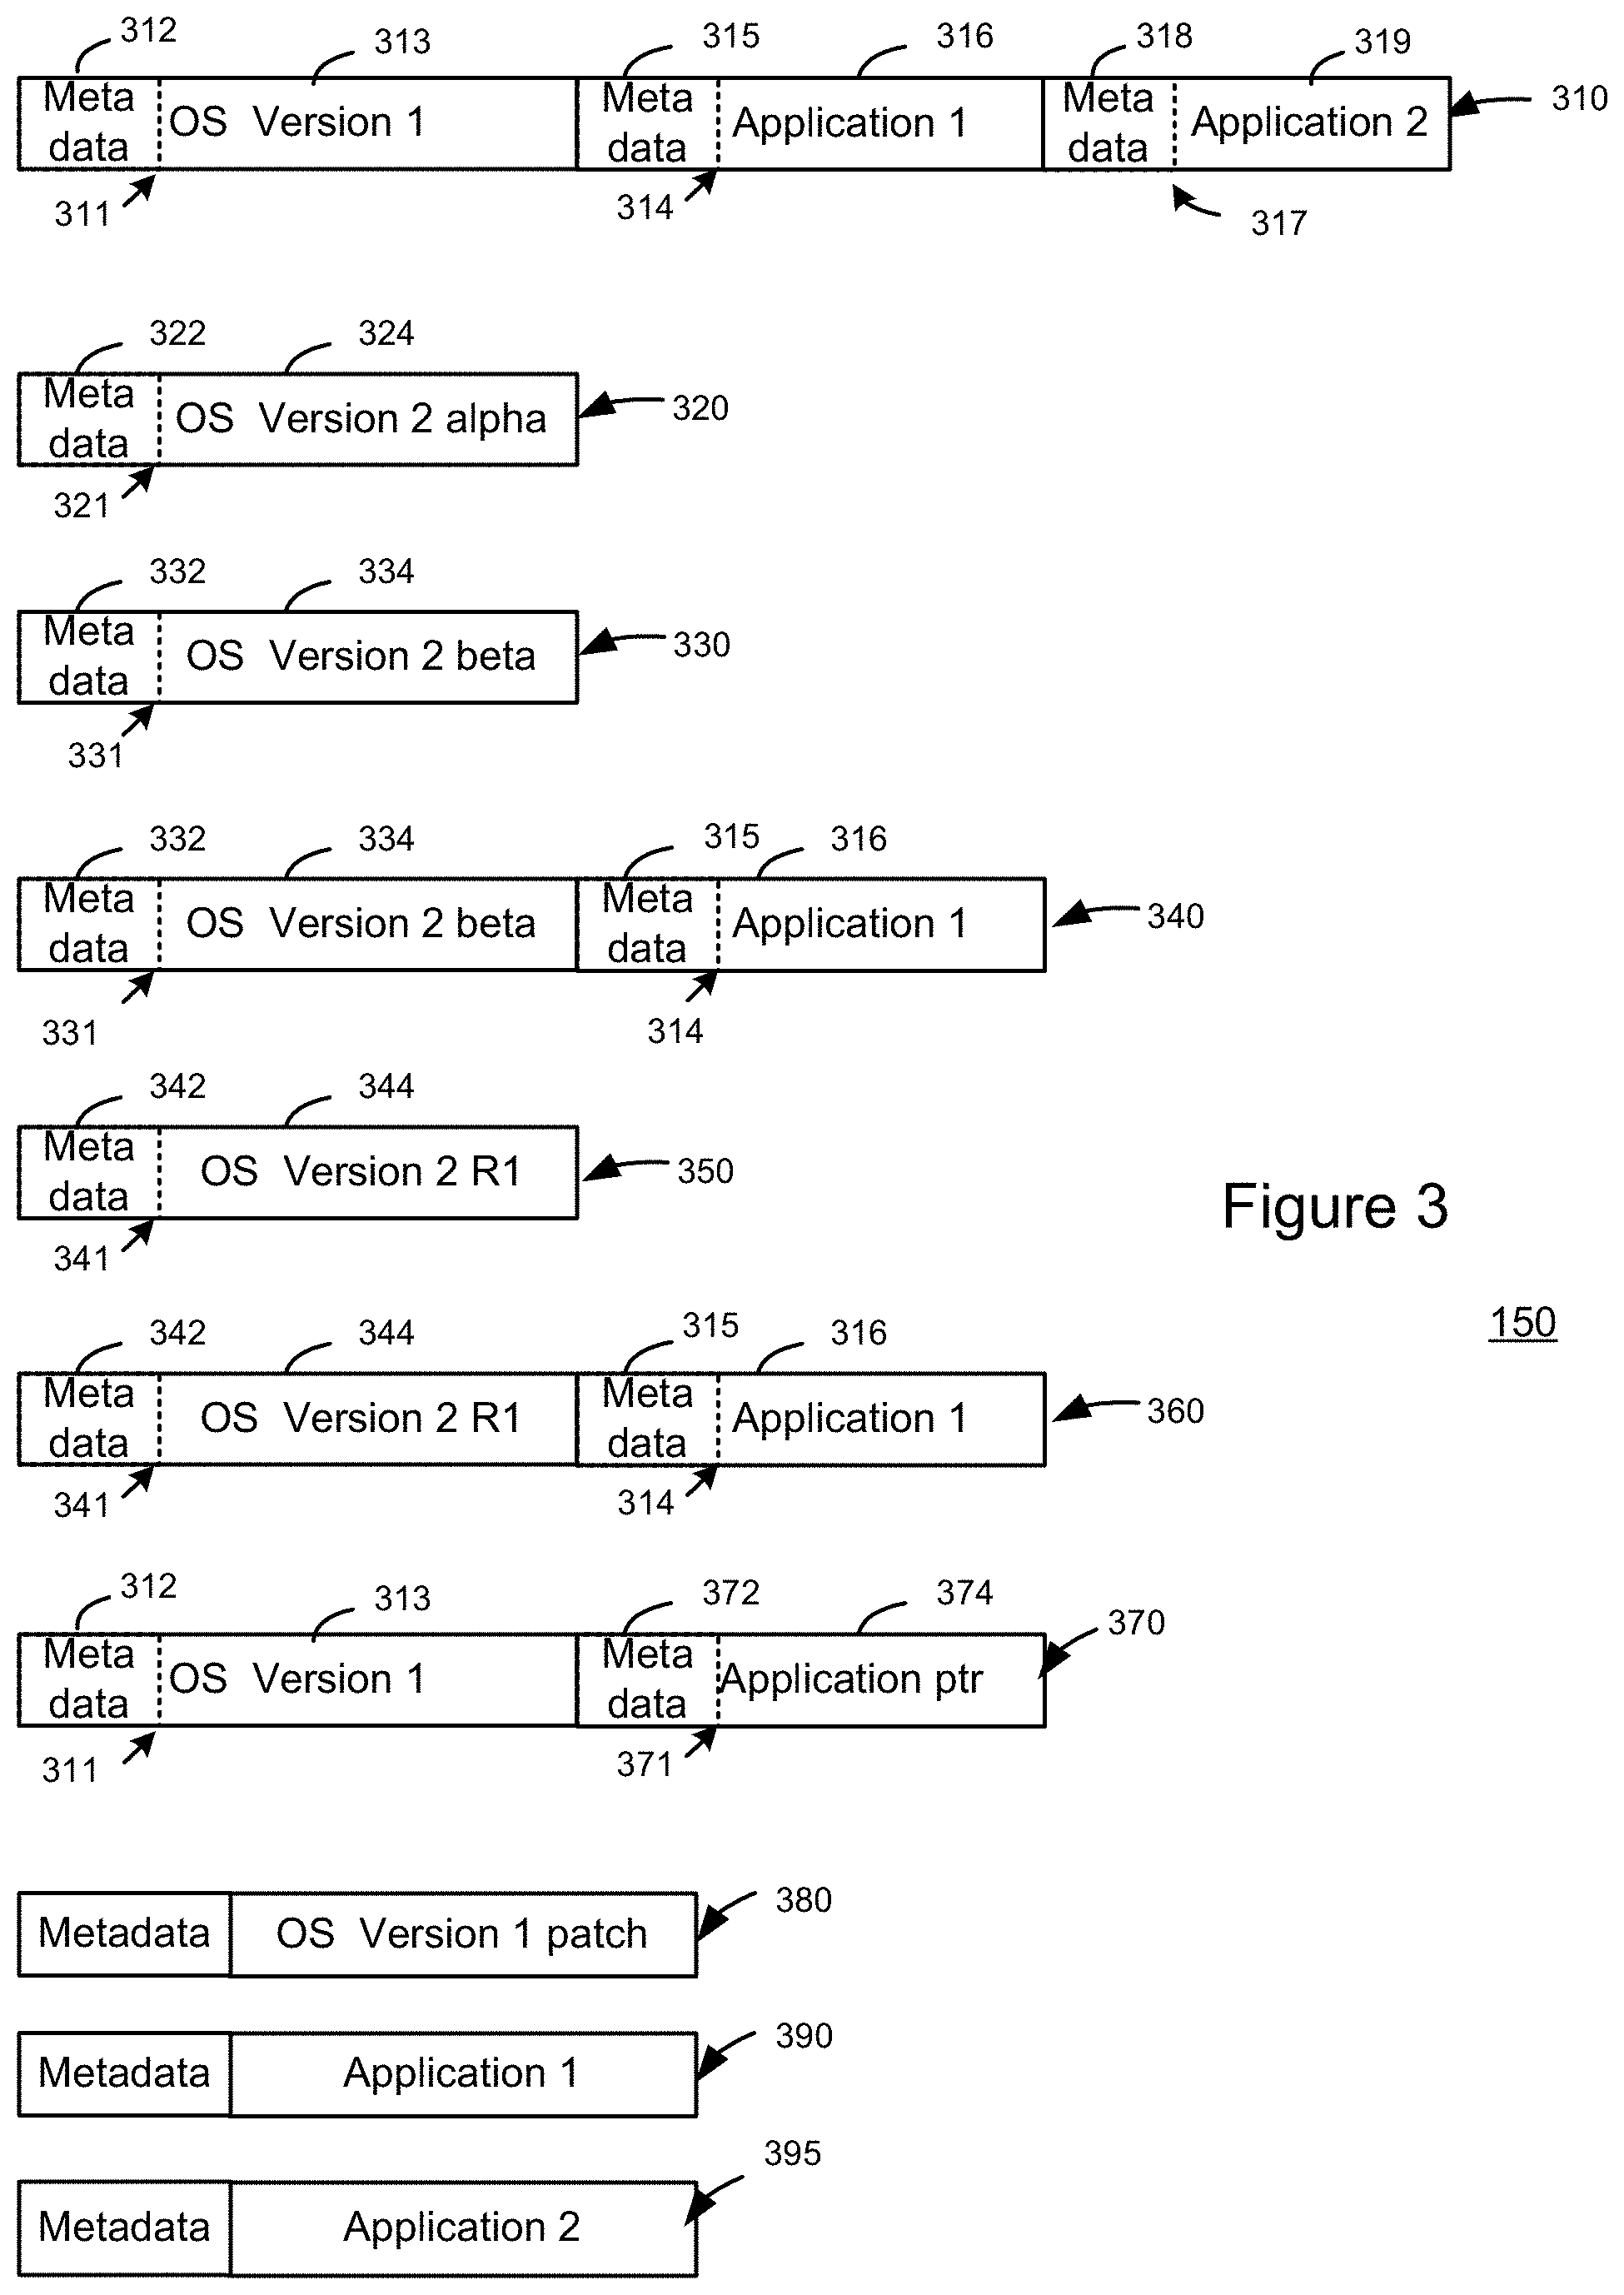 312 313 315 316 318 319
Meta Meta Meta
OS Version 1 Application 1 Application 2 310
data data data
311 314 317
322 324
Meta
OS Version 2 alpha 320
data
321
332 334
Meta
OS Version 2 beta 330
data
331
332 334 315 316
Meta Meta
OS Version 2 beta Application 1 340
data data
331 314
342 344
Meta
OS Version 2 R1 350
data
341
Figure 3
150
342 344 315 316
Meta Meta
OS Version 2 R1 Application 1 360
data data
341 314
312 313 372 374 370
Meta Meta
OS Version 1 Application ptr
data data
311 371
380
Metadata OS Version 1 patch
390
Metadata Application 1
395
Metadata Application 2